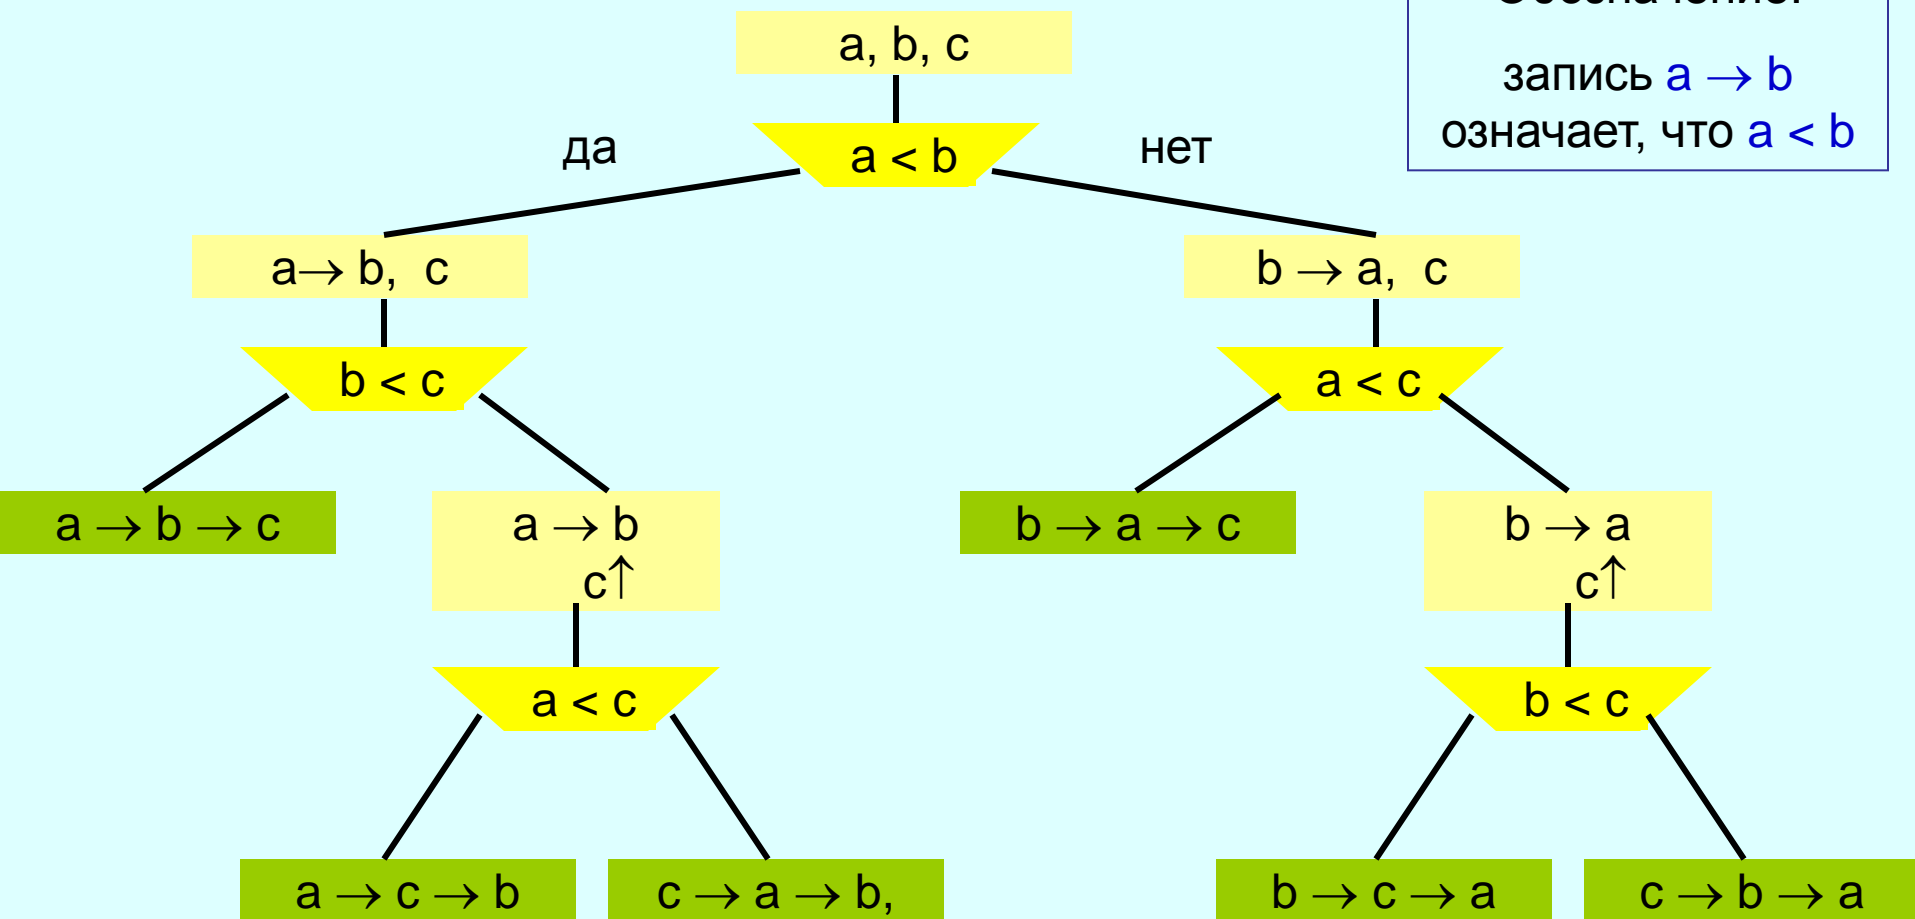 a, b, c
запись a → b
означает, что a < b
да
a < b
нет
a→ b, c
b → a, c
b < c
a < c
a → b → c
a → b
c↑
b → a → c
b → a
c↑
a < c
b < c
a → c → b
c → a → b,
b → c → a
c → b → a